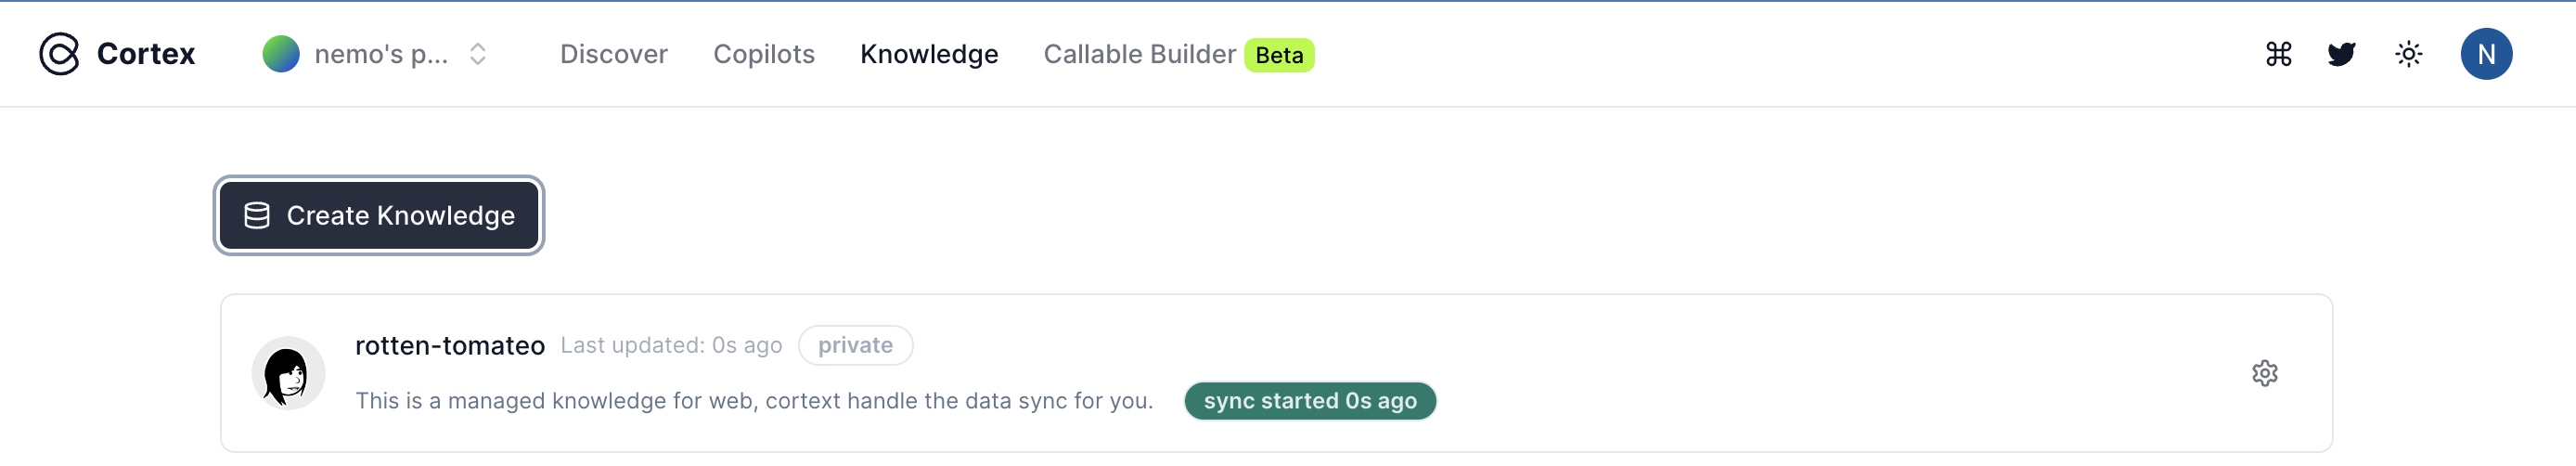 Cortex
nemo's p...
Discover
Copilots
Knowledge
Callable Builder Beta
N
Create Knowledge
rotten-tomateo Last updated: 0s ago private
This is a managed knowledge for web, cortext handle the data sync for you. sync started 0s ago